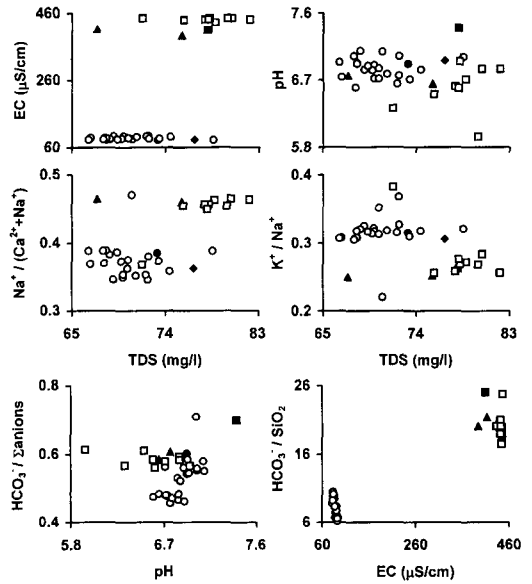 460
260
60
EC (µS/cm)
7.6
6.7
5.8
pH
0.5
0.4
0.3
Na⁺ / (Ca²⁺+Na⁺)
65 74 83
TDS (mg/l)
0.4
0.3
0.2
K⁺ / Na⁺
65 74 83
TDS (mg/l)
0.8
0.6
0.4
HCO₃⁻ / Σanions
5.8 6.7 7.6
pH
26
16
6
HCO₃⁻ / SiO₂
60 260 460
EC (µS/cm)